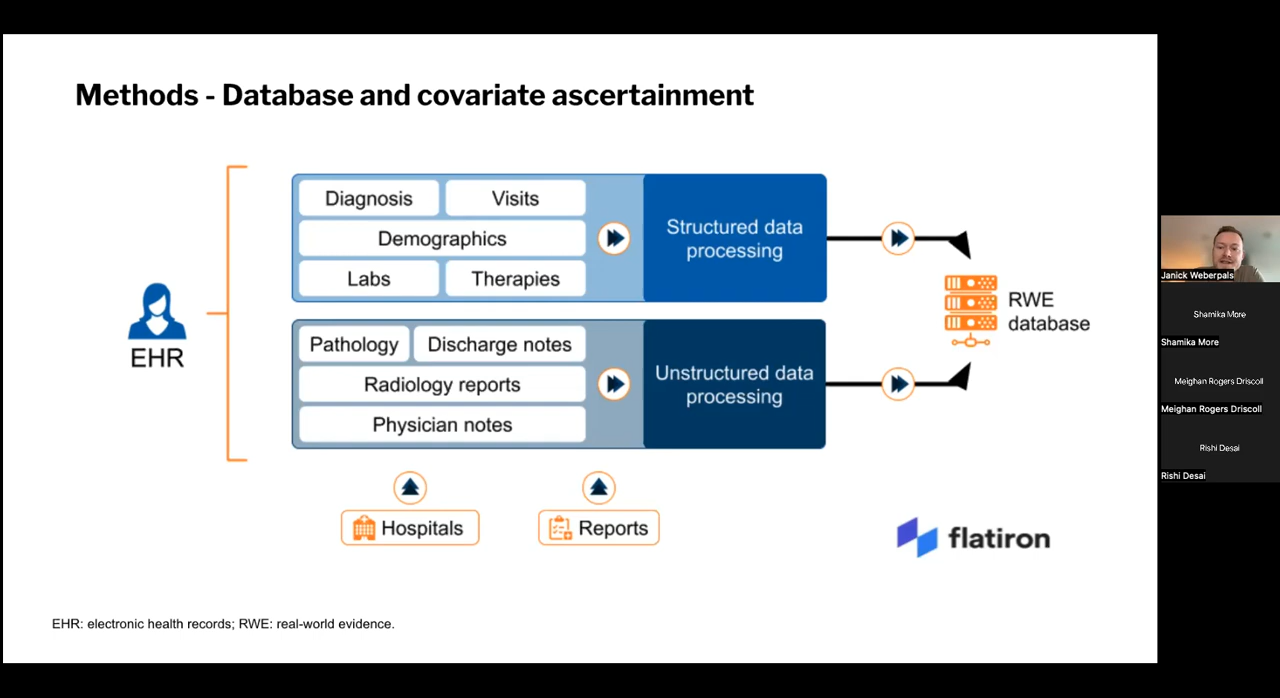 Methods - Database and covariate ascertainment
EHR
Diagnosis
Visits
Demographics
Labs
Therapies
Structured data
processing
Pathology
Discharge notes
Radiology reports
Physician notes
Unstructured data
processing
RWE
database
Hospitals
Reports
flatiron
EHR: electronic health records; RWE: real-world evidence.
Janick Weberpals
Shamika More
Shamika More
Meighan Rogers Driscoll
Meighan Rogers Driscoll
Rishi Desai
Rishi Desai